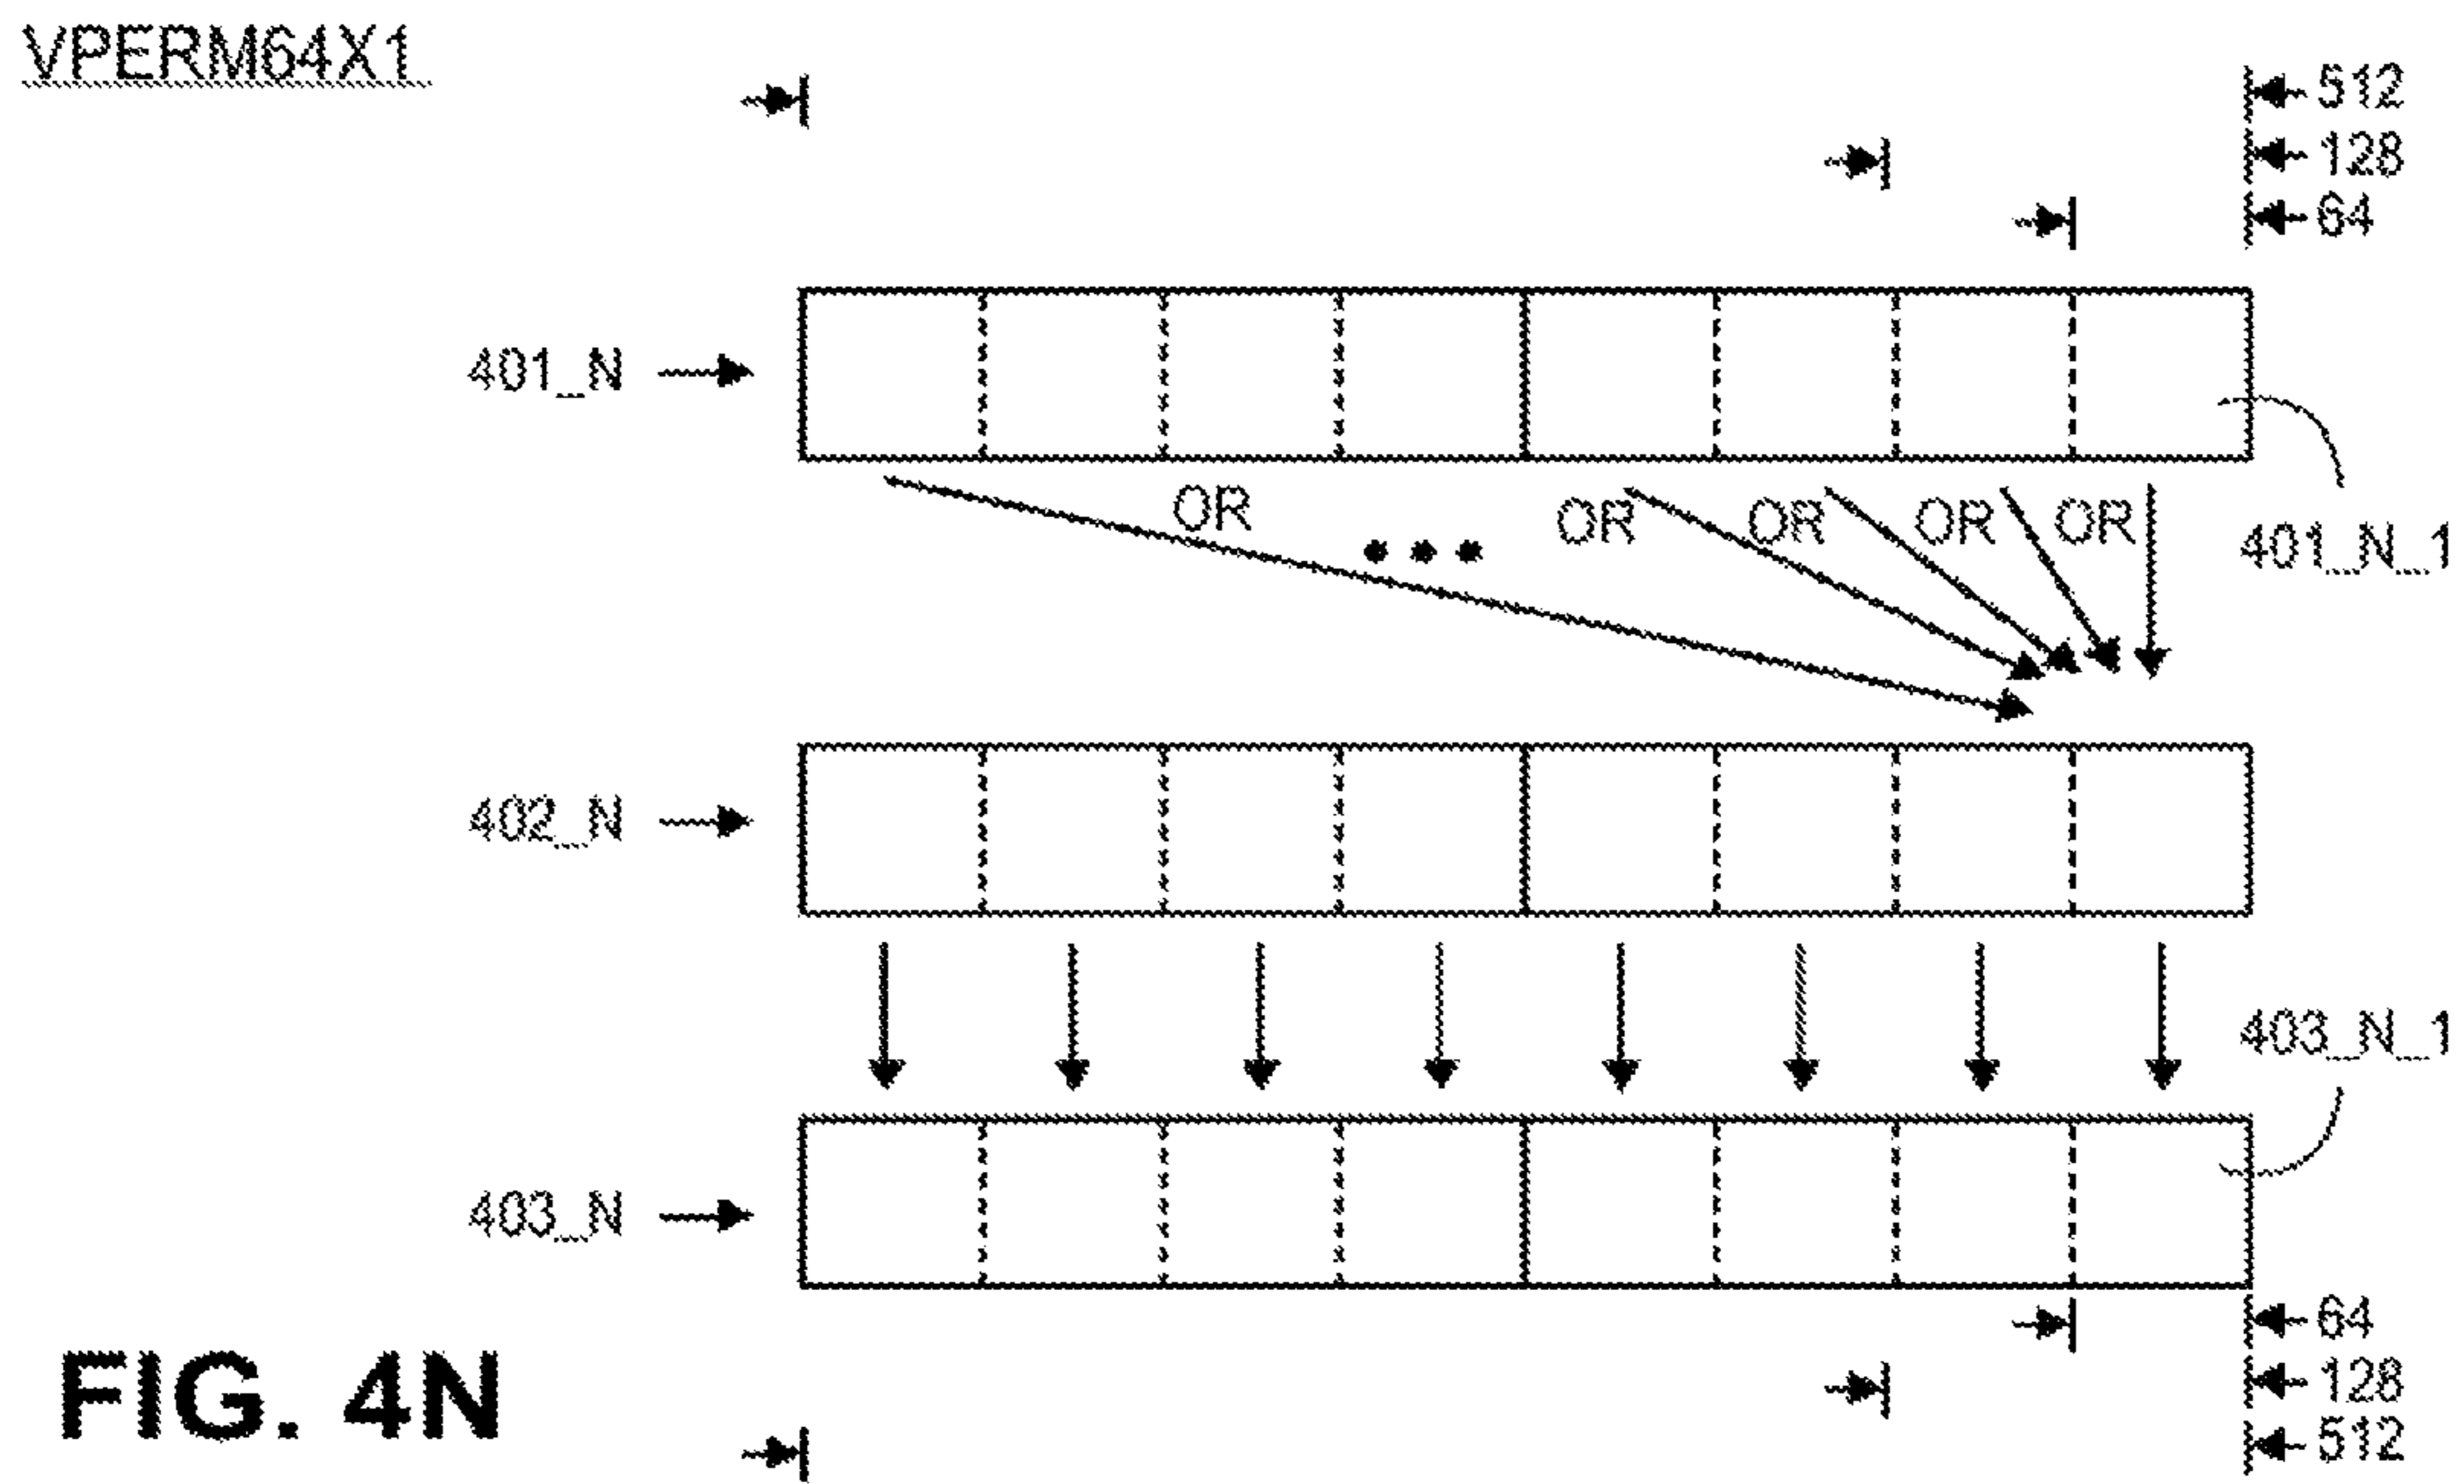 VPERM64X1
512
128
64
401_N
OR OR OR OR OR
401_N_1
402_N
403_N_1
403_N
64
128
512
FIG. 4N